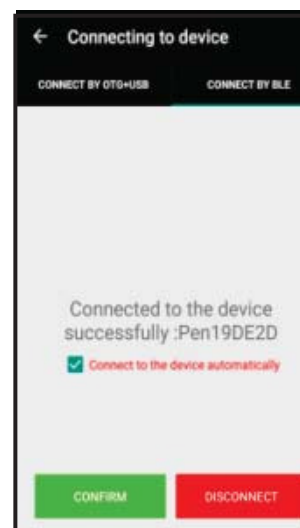 ← Connecting to device
CONNECT BY OTG+USB CONNECT BY BLE
Connected to the device
successfully :Pen19DE2D
Connect to the device automatically
CONFIRM DISCONNECT